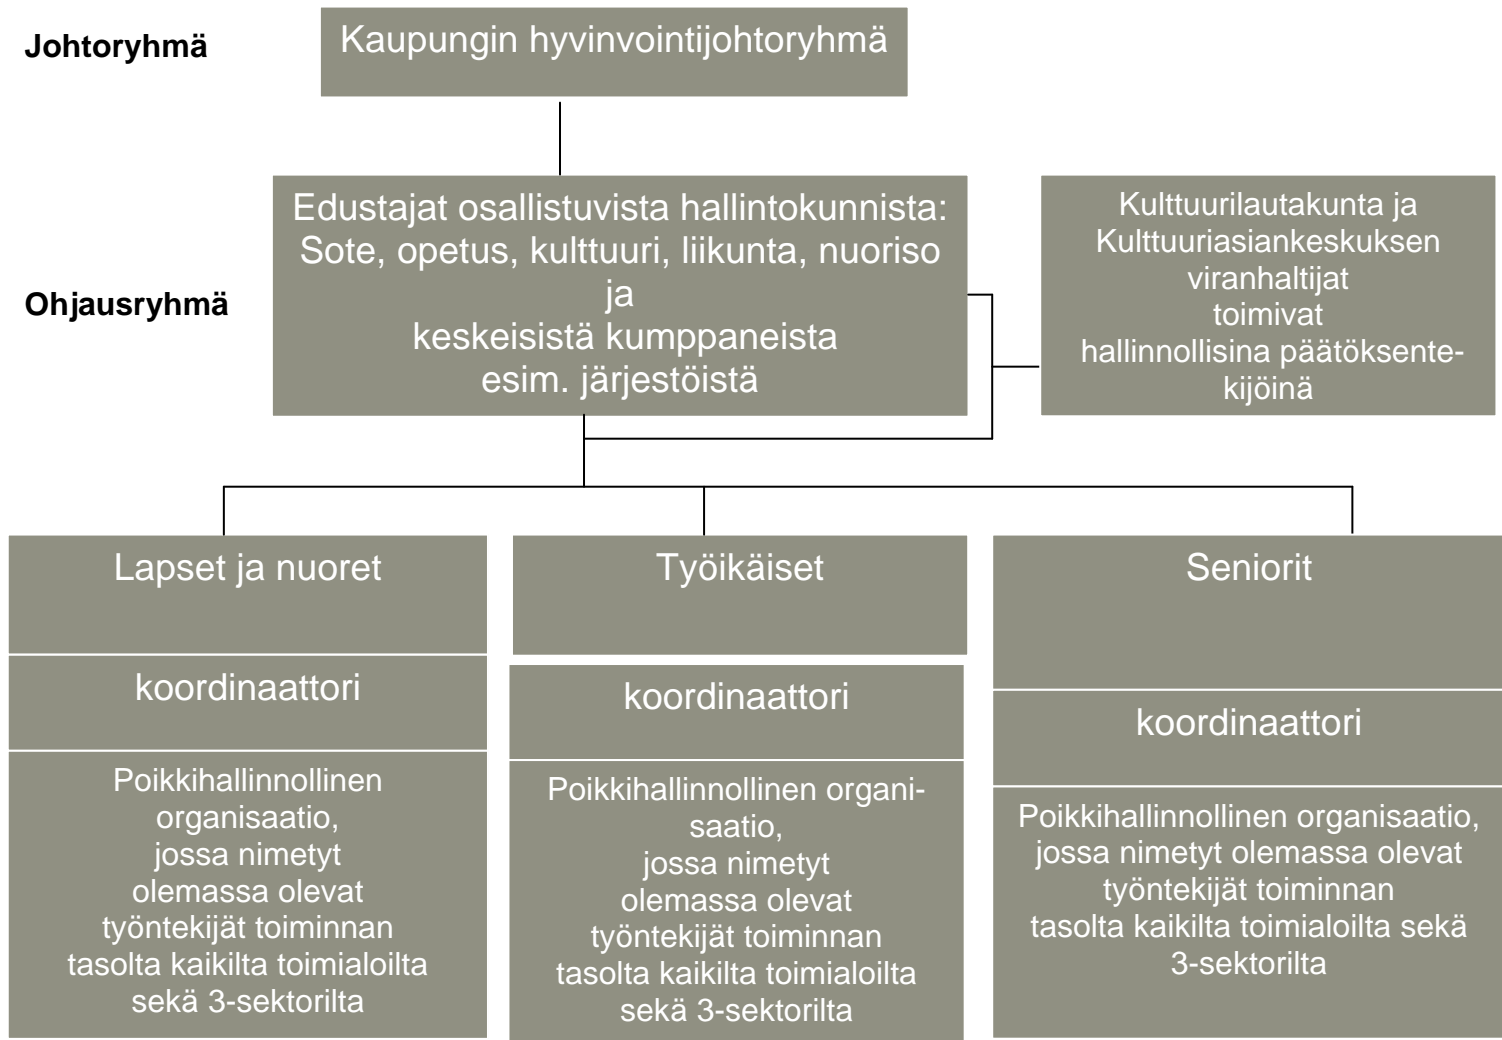 Johtoryhmä
Kaupungin hyvinvointijohtoryhmä
Ohjausryhmä
Edustajat osallistuvista hallintokunnista:
Sote, opetus, kulttuuri, liikunta, nuoriso
ja
keskeisistä kumppaneista
esim. järjestöistä
Kulttuurilautakunta ja
Kulttuuriasiankeskuksen
viranhaltijat
toimivat
hallinnollisina päätöksente-
kijöinä
Lapset ja nuoret
koordinaattori
Poikkihallinnollinen
organisaatio,
jossa nimetyt
olemassa olevat
työntekijät toiminnan
tasolta kaikilta toimialoilta
sekä 3-sektorilta
Työikäiset
koordinaattori
Poikkihallinnollinen organi-
saatio,
jossa nimetyt
olemassa olevat
työntekijät toiminnan
tasolta kaikilta toimialoilta
sekä 3-sektorilta
Seniorit
koordinaattori
Poikkihallinnollinen organisaatio,
jossa nimetyt olemassa olevat
työntekijät toiminnan
tasolta kaikilta toimialoilta sekä
3-sektorilta